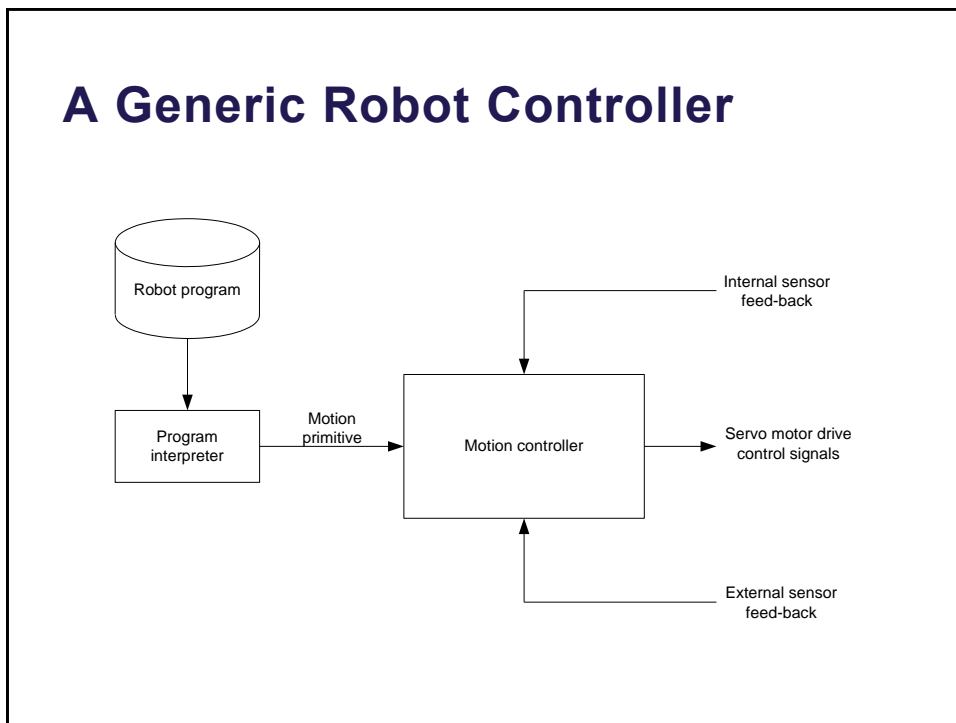 A Generic Robot Controller
Robot program
Internal sensor
feed-back
Program
interpreter
Motion
primitive
Motion controller
Servo motor drive
control signals
External sensor
feed-back